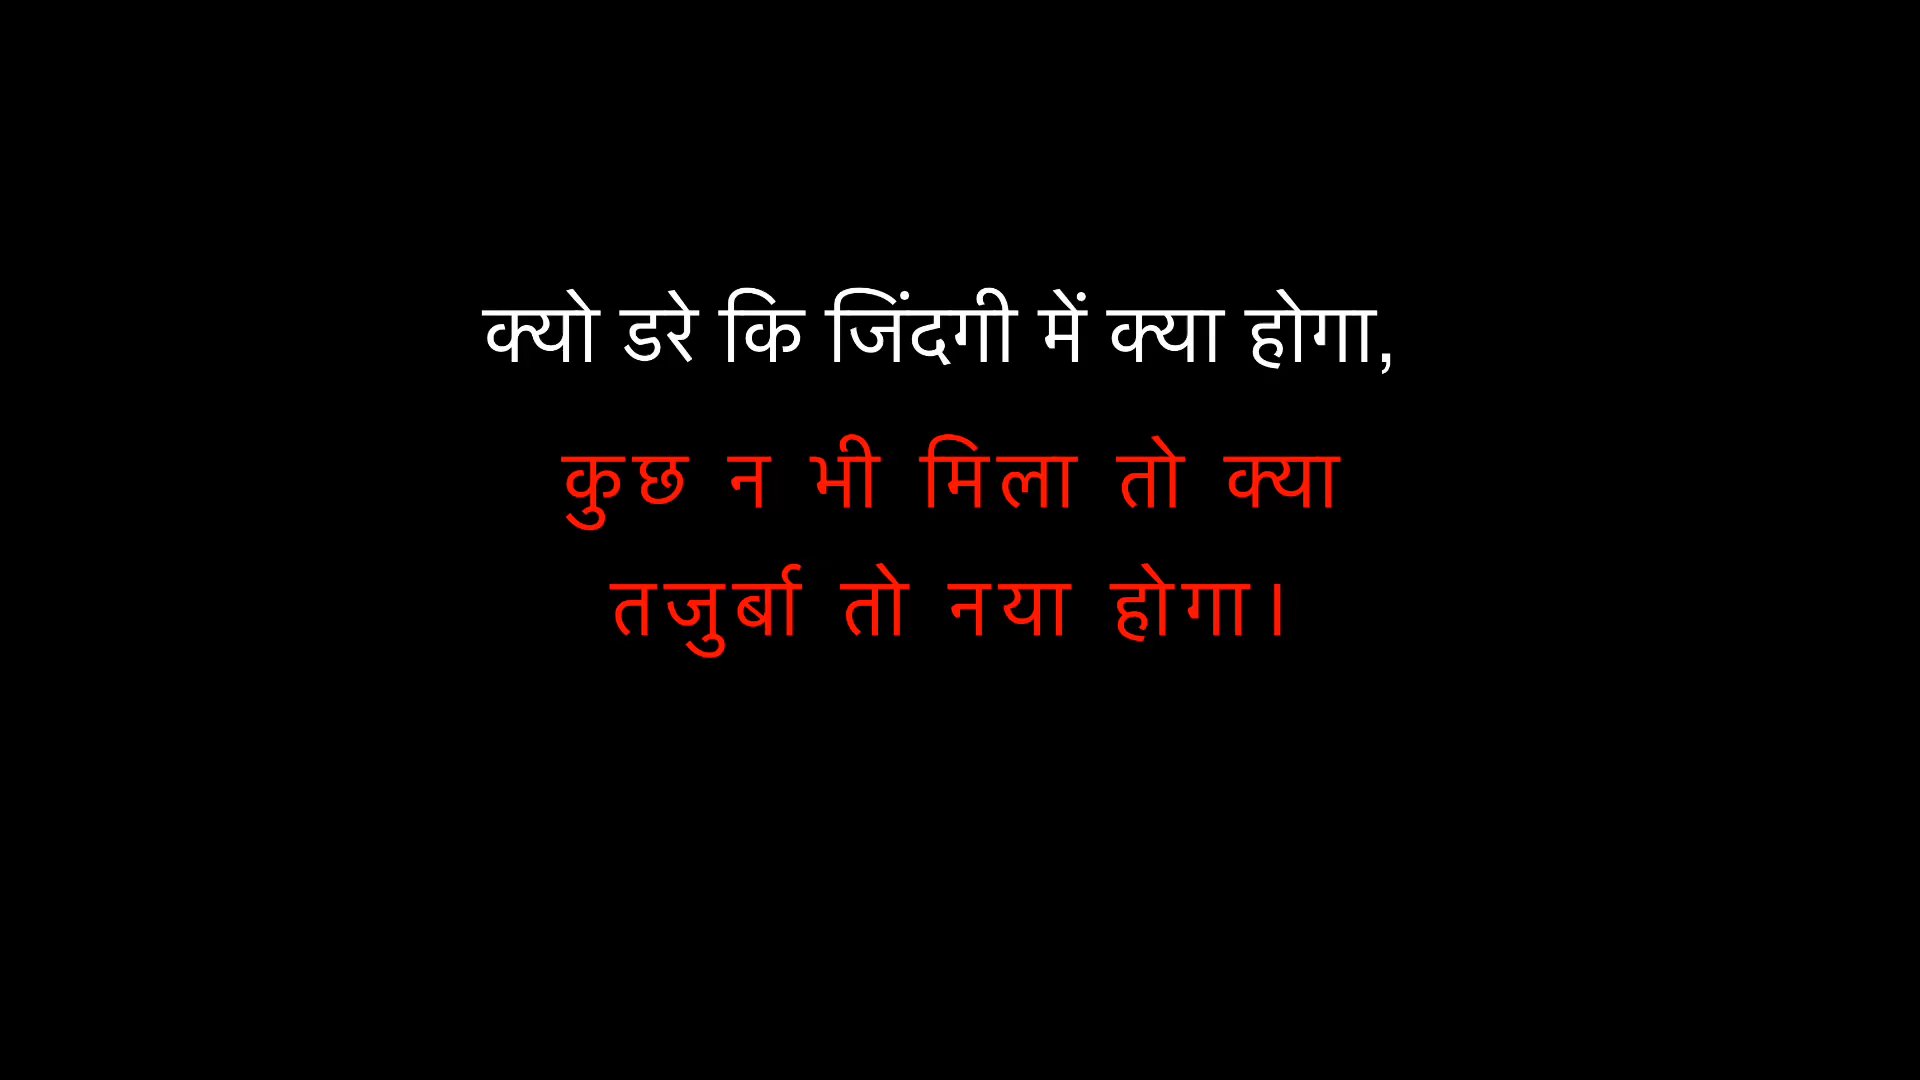 क्यो डरे कि जिंदगी में क्या होगा,
कुछ न भी मिला तो क्या
तजुर्बा तो नया होगा।